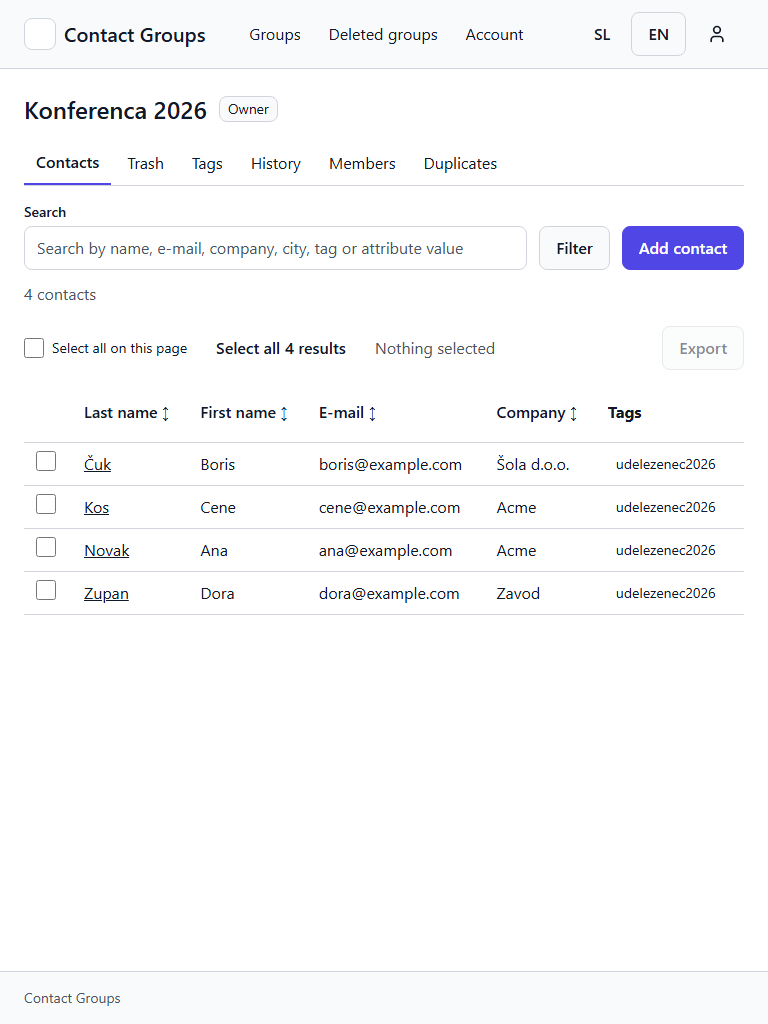 Contact Groups Groups Deleted groups Account SL EN
Konferenca 2026 Owner
Contacts Trash Tags History Members Duplicates
Search
Search by name, e-mail, company, city, tag or attribute value Filter Add contact
4 contacts
Select all on this page Select all 4 results Nothing selected Export
Last name ↕ First name ↕ E-mail ↕ Company ↕ Tags
Čuk Boris boris@example.com Šola d.o.o. udelezenec2026
Kos Cene cene@example.com Acme udelezenec2026
Novak Ana ana@example.com Acme udelezenec2026
Zupan Dora dora@example.com Zavod udelezenec2026
Contact Groups